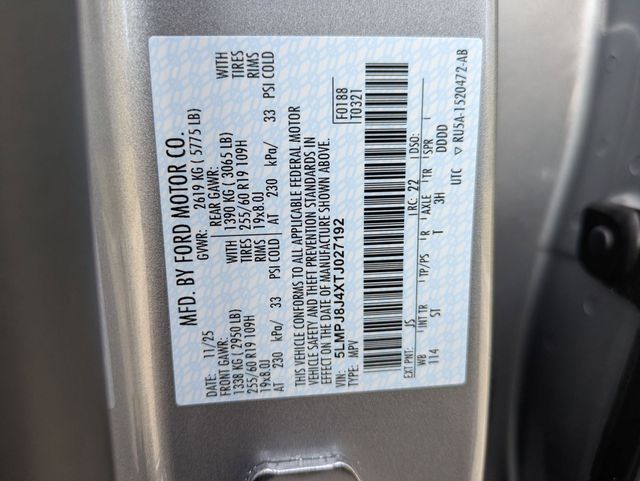 MFD. BY FORD MOTOR CO.
DATE: 11/25 GVWR: 2619 KG ( 5775 LB)
FRONT GAWR: REAR GAWR: WITH
1338 KG ( 2950 LB) 1390 KG ( 3065 LB) TIRES
255/60 R19 109H 255/60 R19 109H RIMS
19x8.0J 19x8.0J
AT 230 kPa/ 33 PSI COLD AT 230 kPa/ 33 PSI COLD
WITH
TIRES
RIMS
THIS VEHICLE CONFORMS TO ALL APPLICABLE FEDERAL MOTOR
VEHICLE SAFETY AND THEFT PREVENTION STANDARDS IN
EFFECT ON THE DATE OF MANUFACTURE SHOWN ABOVE.
F0188
T0321
VIN: 5LMPJ8J4XTJ027192
TYPE: MPV
EXT PNT: JS RC: 22 DSO:
WB INT TR TP/PS R AXLE TR SPR
114 ST T 3H DDDD
UTC ▽ RU5A-1520472-AB